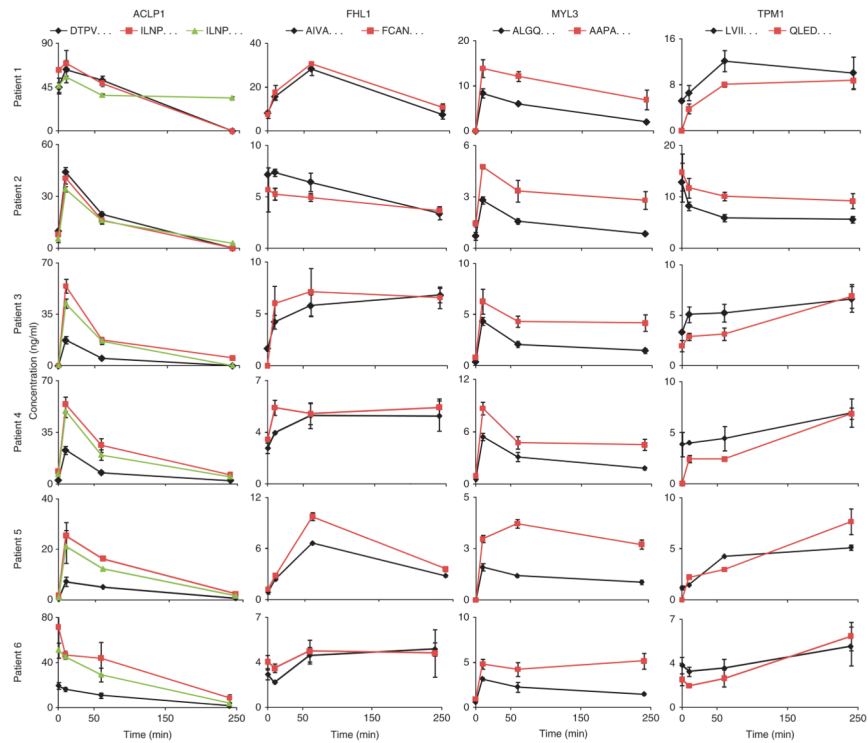 ACLP1 FHL1 MYL3 TPM1
DTPV. . . ILNP. . . ILNP. . . AIVA. . . FCAN. . . ALGQ. . . AAPA. . . LVII. . . QLED. . .
Patient 1
90 45 0
40 20 0
20 10 0
16 8 0
Patient 2
60 30 0
10 5 0
6 3 0
20 10 0
Patient 3
70 35 0
10 5 0
10 5 0
10 5 0
Concentration (ng/ml)
Patient 4
70 35 0
7 4 0
12 6 0
10 5 0
Patient 5
40 20 0
12 6 0
5 3 0
10 5 0
Patient 6
80 40 0
7 4 0
10 5 0
7 4 0
0 50 150 250 0 50 150 250 0 50 150 250 0 50 150 250
Time (min) Time (min) Time (min) Time (min)